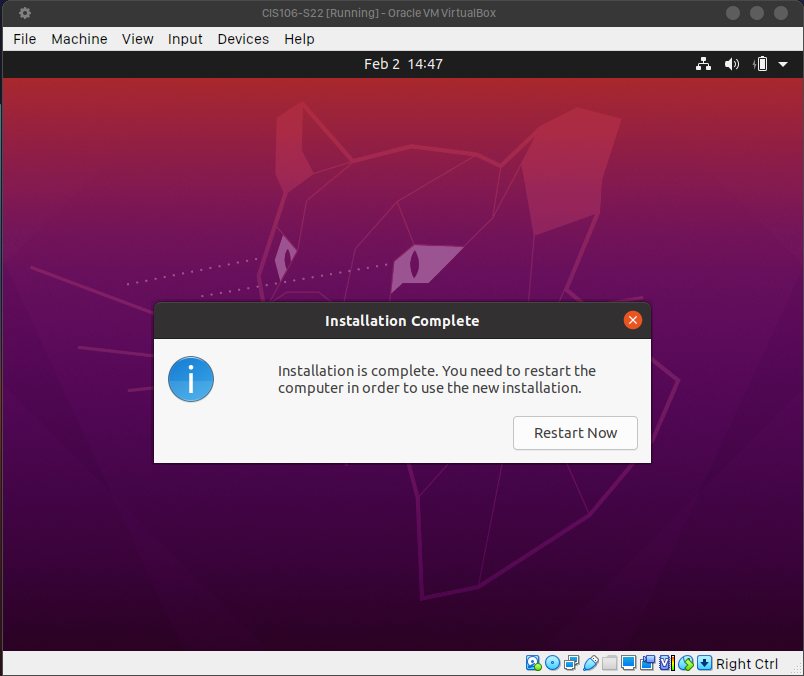 CIS106-S22 [Running] - Oracle VM VirtualBox
File Machine View Input Devices Help
Feb 2 14:47
Installation Complete
Installation is complete. You need to restart the
computer in order to use the new installation.
Restart Now
Right Ctrl